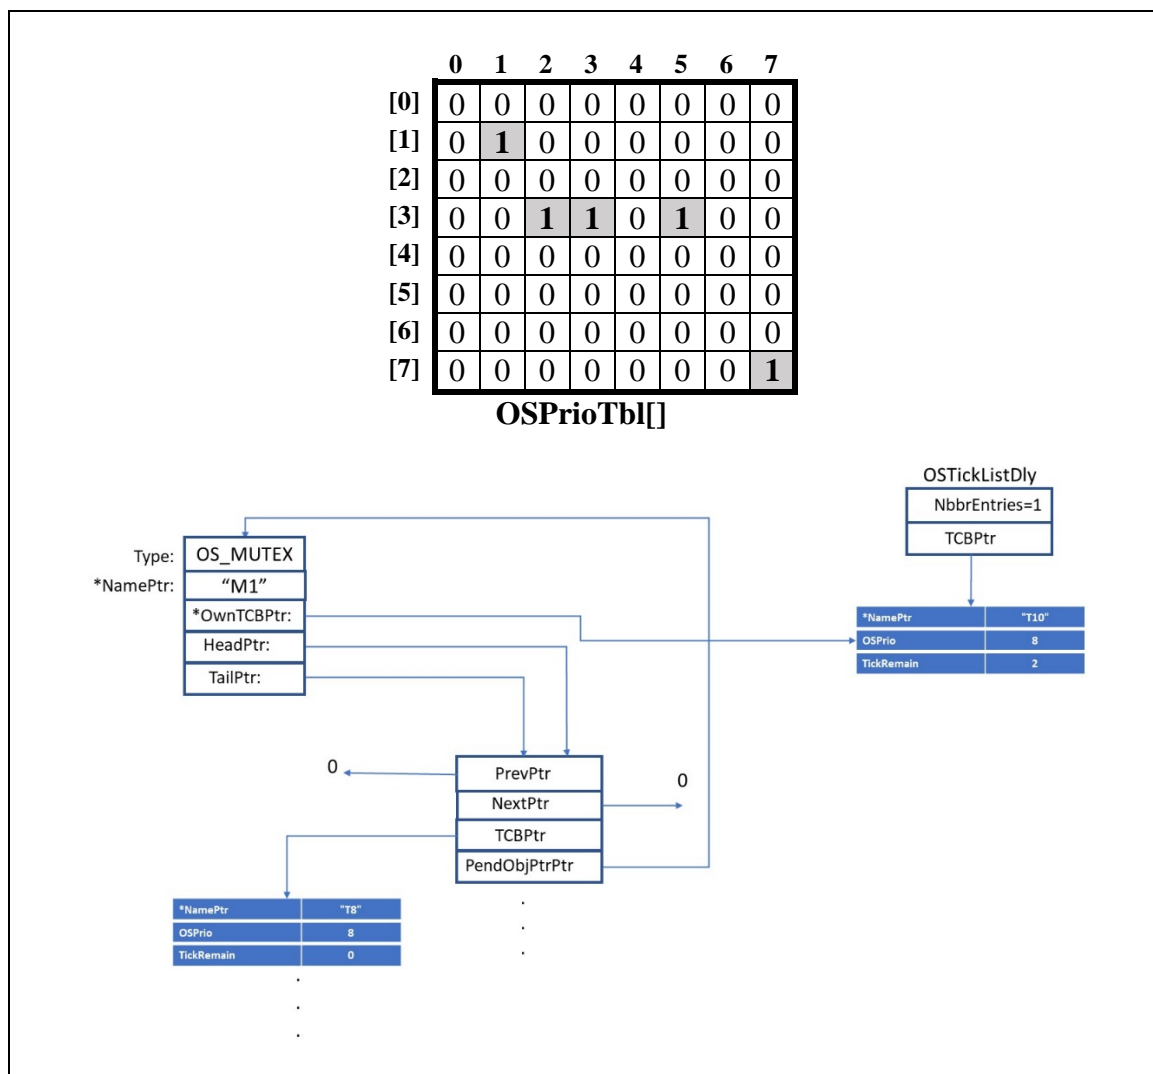 0 1 2 3 4 5 6 7
[0] 0 0 0 0 0 0 0 0
[1] 0 1 0 0 0 0 0 0
[2] 0 0 0 0 0 0 0 0
[3] 0 0 1 1 0 1 0 0
[4] 0 0 0 0 0 0 0 0
[5] 0 0 0 0 0 0 0 0
[6] 0 0 0 0 0 0 0 0
[7] 0 0 0 0 0 0 0 1
OSPrioTbl[]
OSTickListDly
NbbrEntries=1
TCBPtr
Type: OS_MUTEX
*NamePtr: “M1”
*OwnTCBPtr:
HeadPtr:
TailPtr:
*NamePtr "T10"
OSPrio 8
TickRemain 2
0
PrevPtr
0
NextPtr
TCBPtr
PendObjPtrPtr
*NamePtr "T8"
OSPrio 8
TickRemain 0